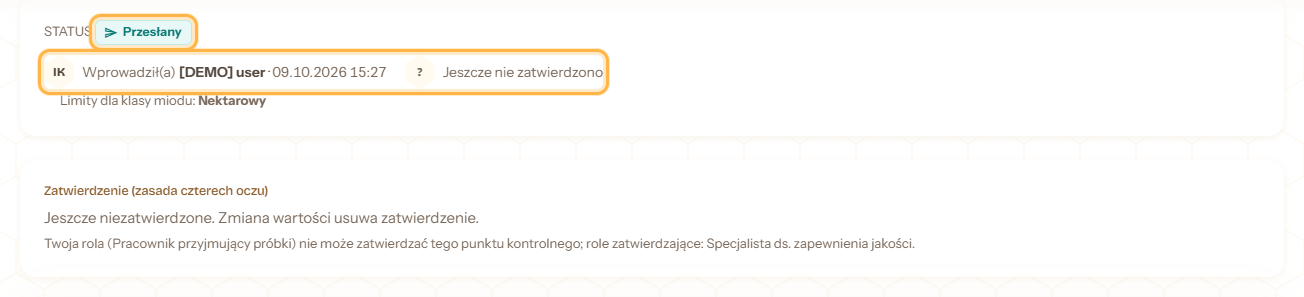 STATUS Przesłany
IK Wprowadził(a) [DEMO] user · 09.10.2026 15:27 ? Jeszcze nie zatwierdzono
Limity dla klasy miodu: Nektarowy
Zatwierdzenie (zasada czterech oczu)
Jeszcze niezatwierdzone. Zmiana wartości usuwa zatwierdzenie.
Twoja rola (Pracownik przyjmujący próbki) nie może zatwierdzać tego punktu kontrolnego; role zatwierdzające: Specjalista ds. zapewnienia jakości.